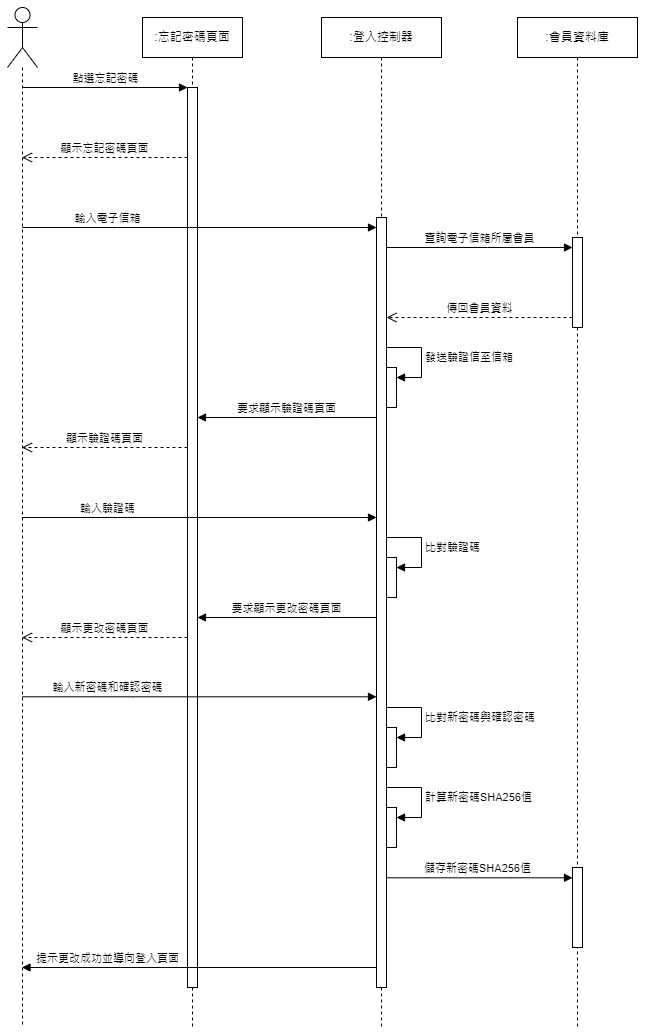 :忘記密碼頁面
:登入控制器
:會員資料庫
點選忘記密碼
顯示忘記密碼頁面
輸入電子信箱
查詢電子信箱所屬會員
傳回會員資料
發送驗證信至信箱
要求顯示驗證碼頁面
顯示驗證碼頁面
輸入驗證碼
比對驗證碼
要求顯示更改密碼頁面
顯示更改密碼頁面
輸入新密碼和確認密碼
比對新密碼與確認密碼
計算新密碼SHA256值
儲存新密碼SHA256值
提示更改成功並導向登入頁面